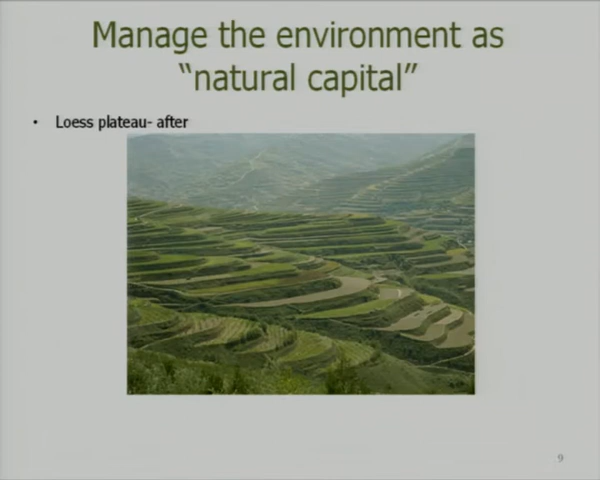 Manage the environment as
“natural capital”
• Loess plateau- after
9